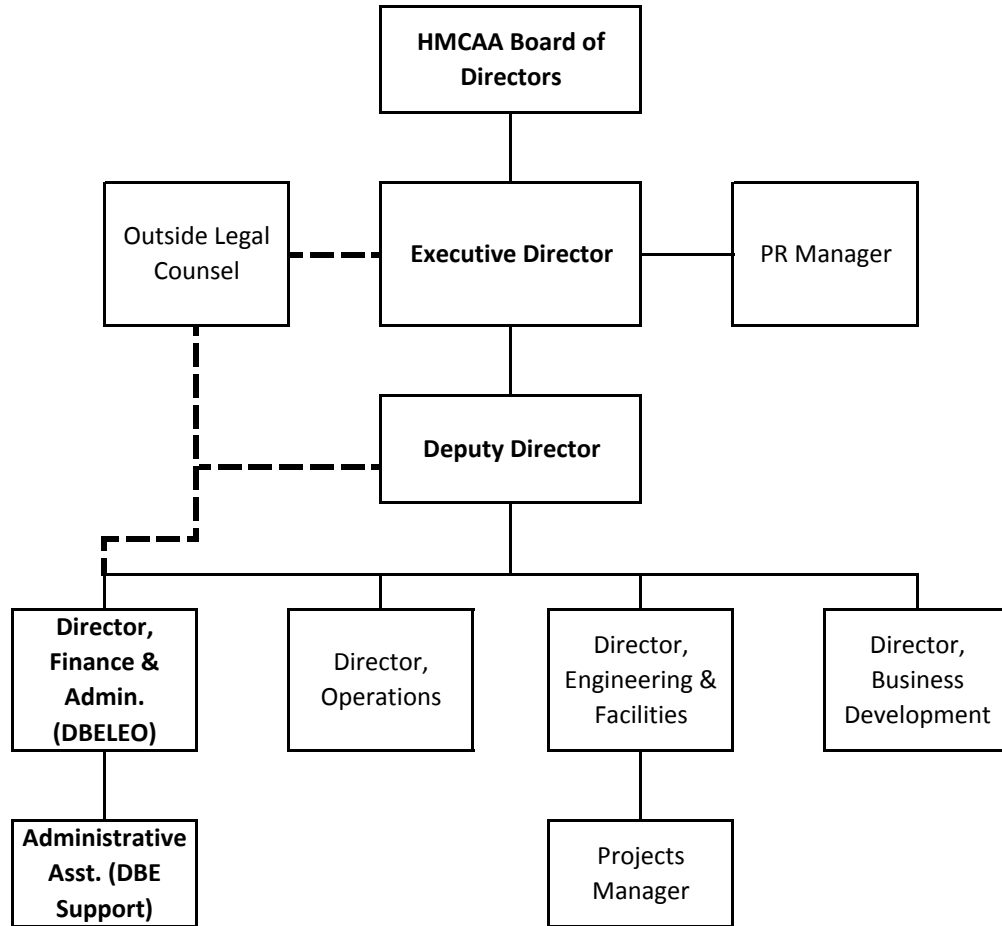 HMCAA Board of
Directors
Outside Legal
Counsel
Executive Director
PR Manager
Deputy Director
Director,
Finance &
Admin.
(DBELEO)
Director,
Operations
Director,
Engineering &
Facilities
Director,
Business
Development
Administrative
Asst. (DBE
Support)
Projects
Manager